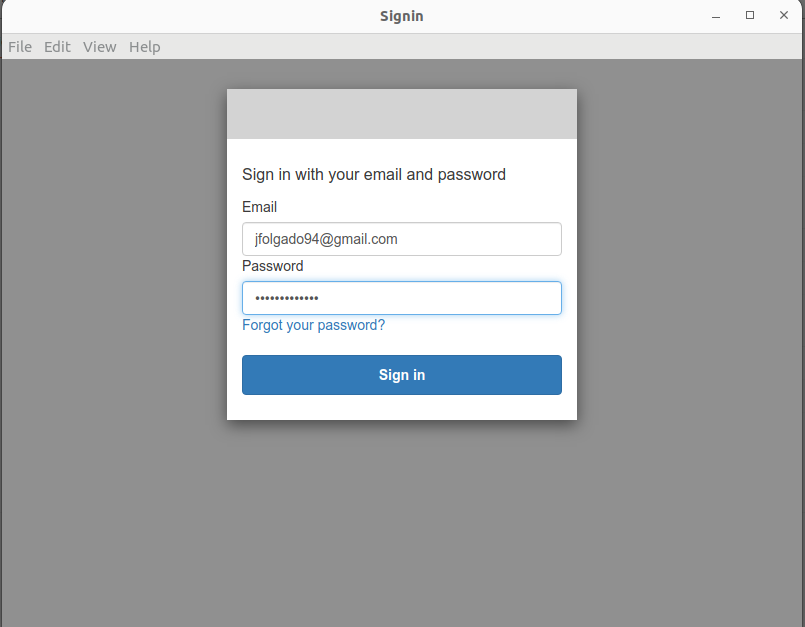 Signin
File Edit View Help
Sign in with your email and password
Email
jfolgado94@gmail.com
Password
•••••••••••••
Forgot your password?
Sign in